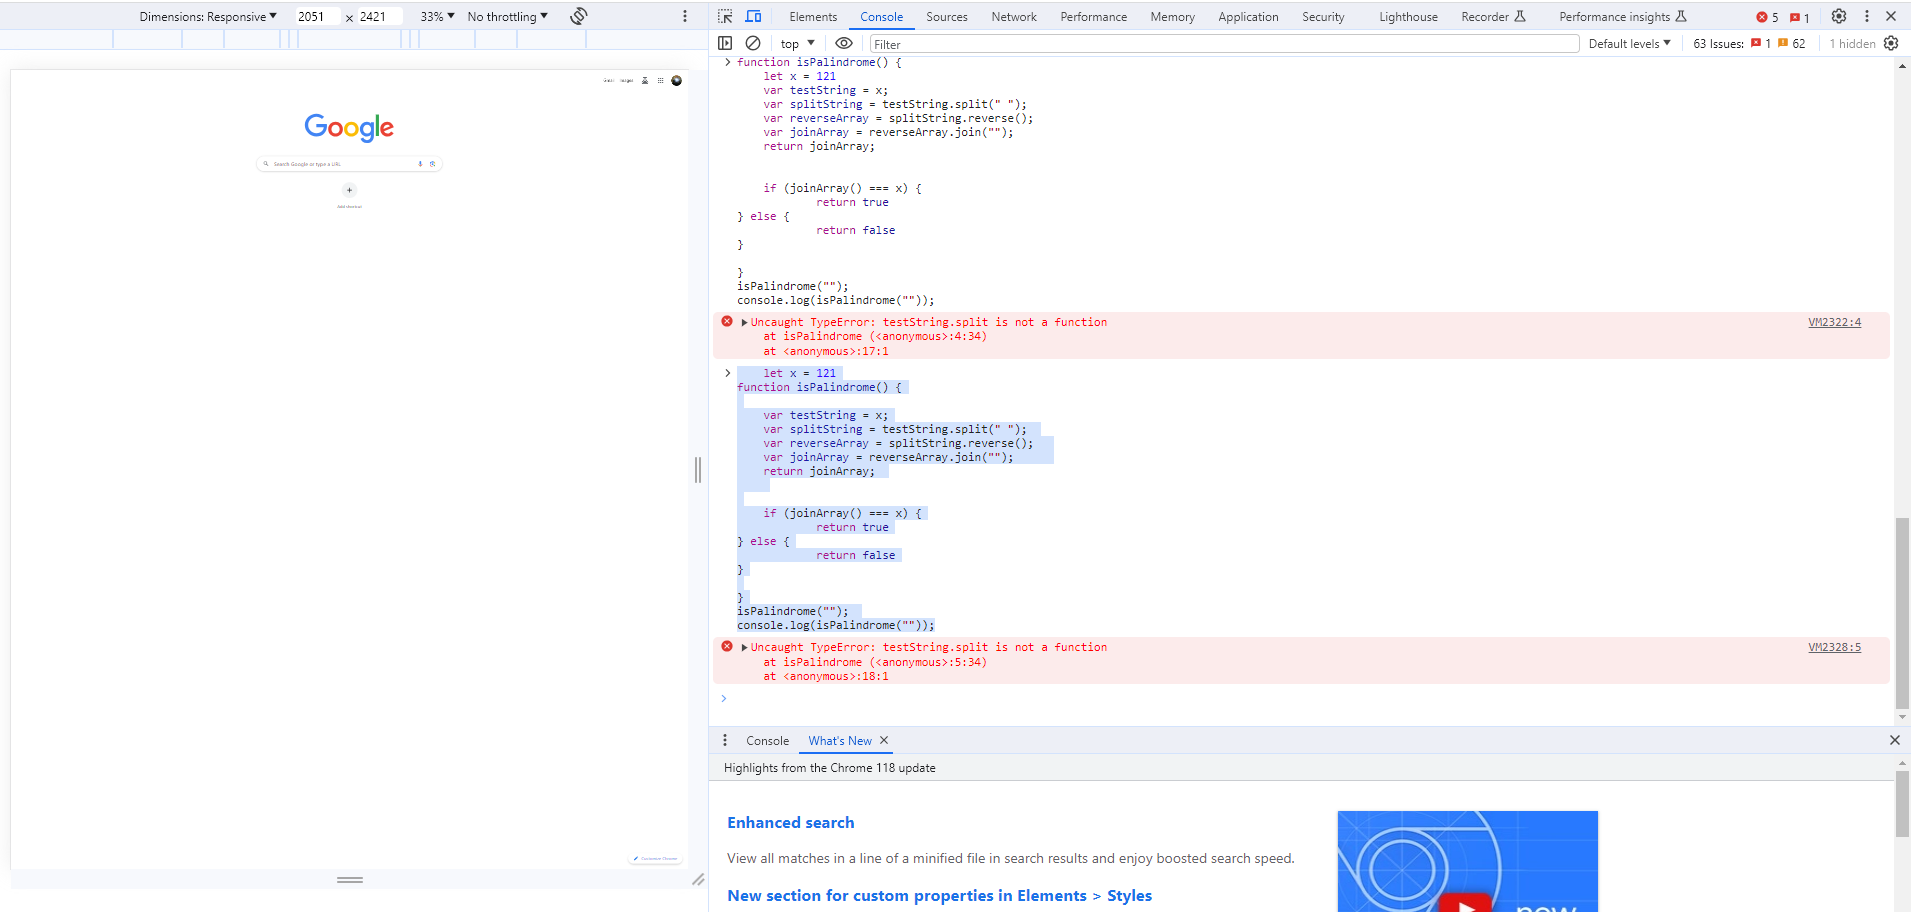 Dimensions: Responsive 2051 × 2421 33% No throttling
Gmail Images
Google
Search Google or type a URL
Add shortcut
Customize Chrome
Elements Console Sources Network Performance Memory Application Security Lighthouse Recorder Performance insights 5 1
top Filter Default levels 63 Issues: 1 62 1 hidden
function isPalindrome() {
let x = 121
var testString = x;
var splitString = testString.split(" ");
var reverseArray = splitString.reverse();
var joinArray = reverseArray.join("");
return joinArray;
if (joinArray() === x) {
return true
} else {
return false
}
}
isPalindrome("");
console.log(isPalindrome(""));
Uncaught TypeError: testString.split is not a function VM2322:4
at isPalindrome (<anonymous>:4:34)
at <anonymous>:17:1
let x = 121
function isPalindrome() {
var testString = x;
var splitString = testString.split(" ");
var reverseArray = splitString.reverse();
var joinArray = reverseArray.join("");
return joinArray;
if (joinArray() === x) {
return true
} else {
return false
}
}
isPalindrome("");
console.log(isPalindrome(""));
Uncaught TypeError: testString.split is not a function VM2328:5
at isPalindrome (<anonymous>:5:34)
at <anonymous>:18:1
Console What's New
Highlights from the Chrome 118 update
Enhanced search
View all matches in a line of a minified file in search results and enjoy boosted search speed.
New section for custom properties in Elements > Styles
new